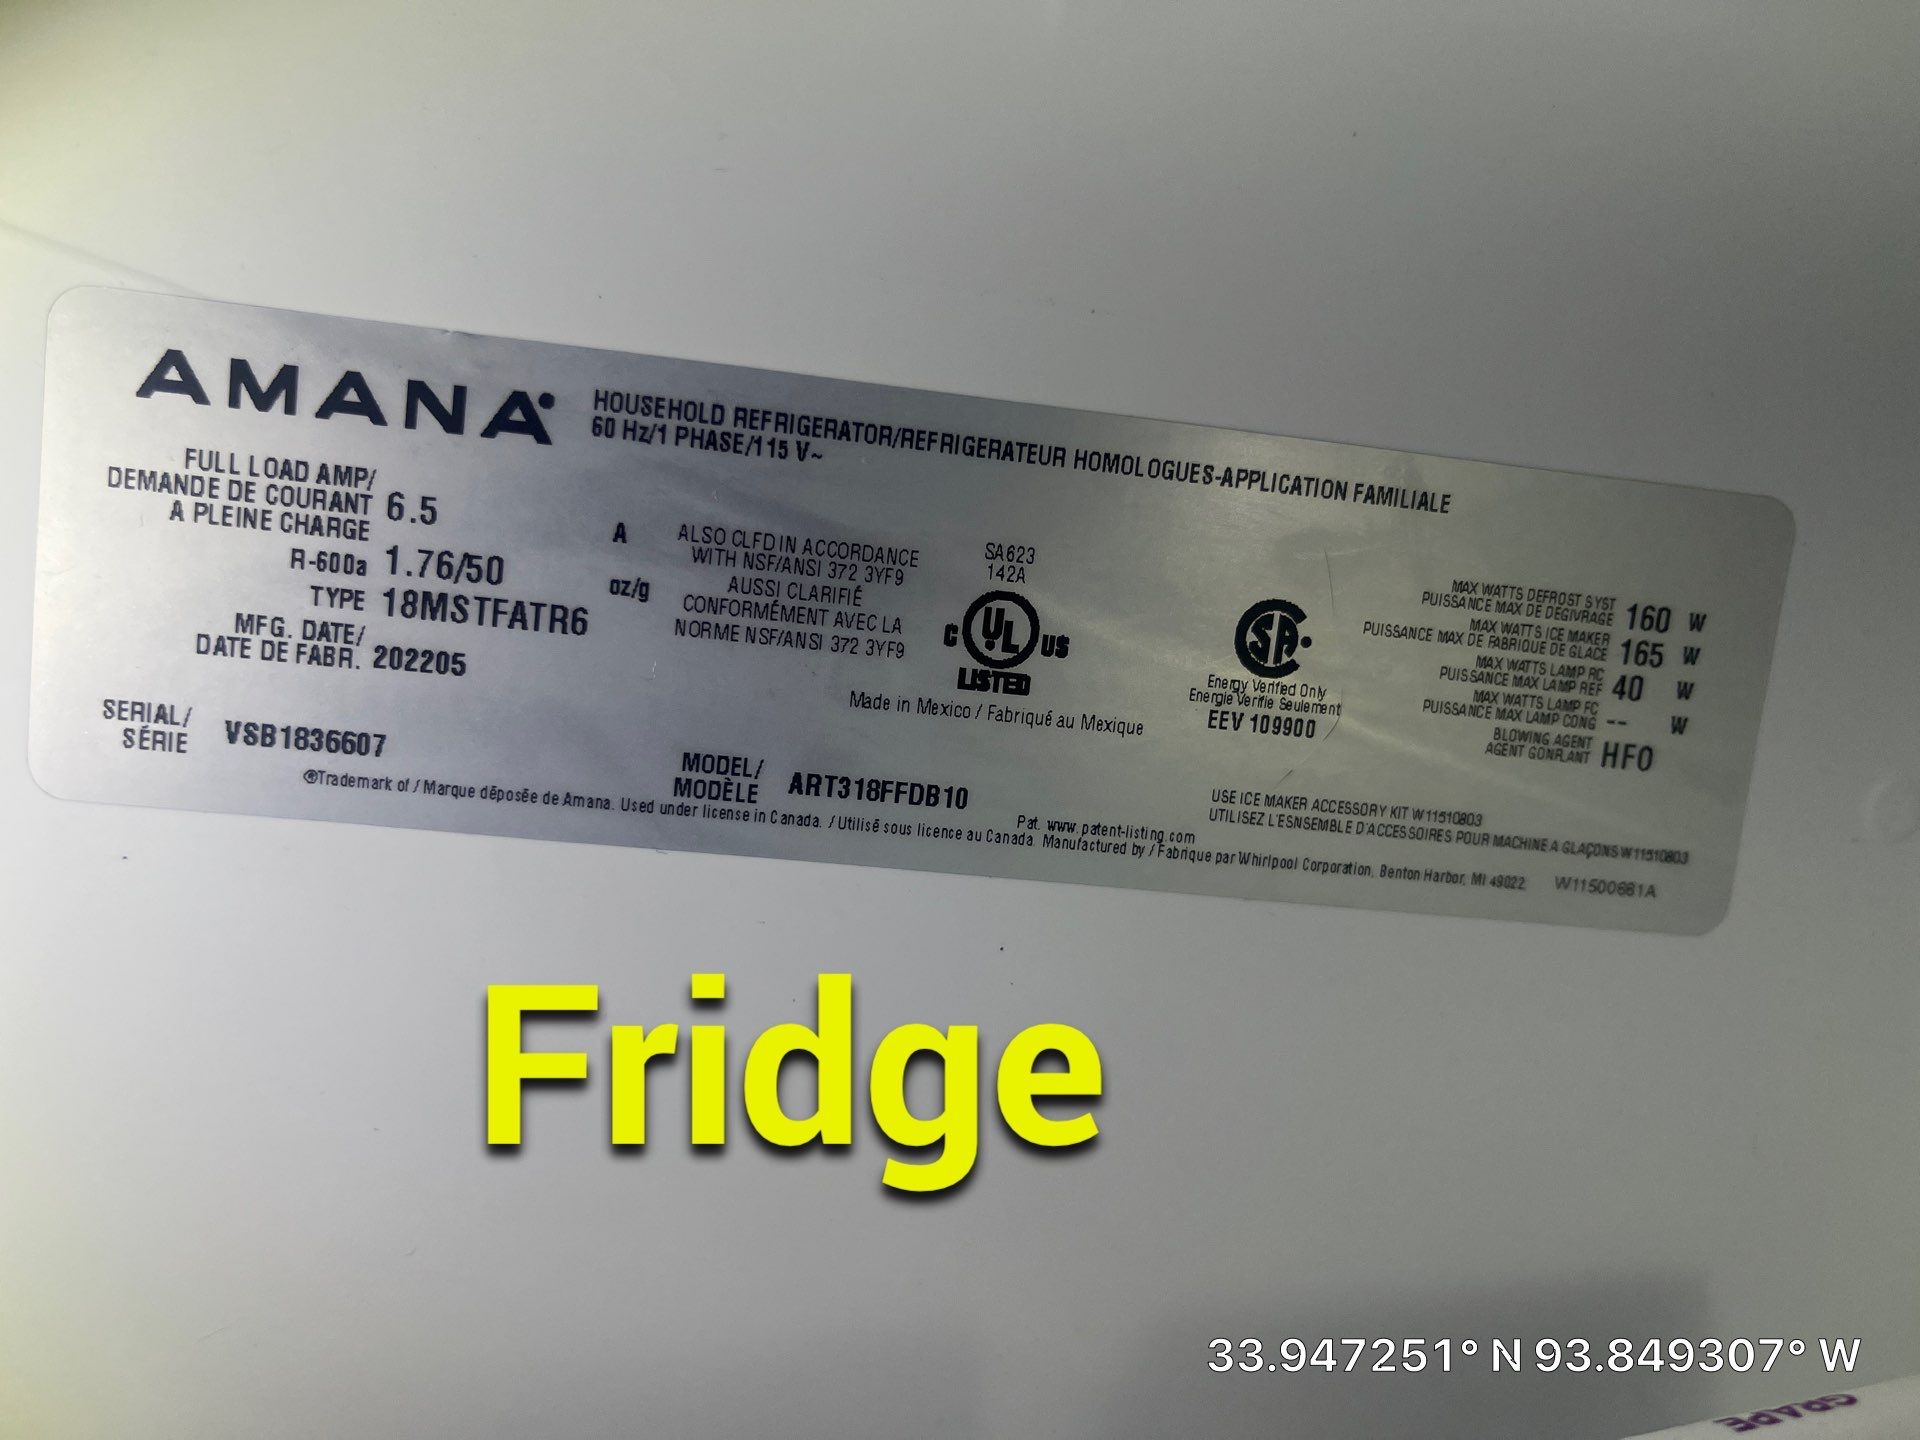 AMANA®
HOUSEHOLD REFRIGERATOR/REFRIGERATEUR HOMOLOGUES-APPLICATION FAMILIALE
60 Hz/1 PHASE/115 V~
FULL LOAD AMP/
DEMANDE DE COURANT 6.5 A
A PLEINE CHARGE
R-600a 1.76/50 oz/g
TYPE 18MSTFATR6
MFG. DATE/
DATE DE FABR. 202205
SERIAL/
SÉRIE VSB1836607
ALSO CLFD IN ACCORDANCE
WITH NSF/ANSI 372 3YF9
AUSSI CLARIFIÉ
CONFORMÉMENT AVEC LA
NORME NSF/ANSI 372 3YF9
SA623
142A
C UL US
LISTED
Made in Mexico / Fabriqué au Mexique
SA
Energy Verified Only
Energie Verifie Seulement
EEV 109900
MAX WATTS DEFROST SYST
PUISSANCE MAX DE DEGIVRAGE 160 W
MAX WATTS ICE MAKER
PUISSANCE MAX DE FABRIQUE DE GLACE 165 W
MAX WATTS LAMP RC
PUISSANCE MAX LAMP REF 40 W
MAX WATTS LAMP FC
PUISSANCE MAX LAMP CONG -- W
BLOWING AGENT
AGENT GONFLANT HFO
MODEL/
MODÈLE ART318FFDB10
Pat. www.patent-listing.com
USE ICE MAKER ACCESSORY KIT W11510803
UTILISEZ L'ESNSEMBLE D'ACCESSOIRES POUR MACHINE A GLAÇONS W11510803
®Trademark of / Marque déposée de Amana. Used under license in Canada. / Utilisé sous licence au Canada. Manufactured by / Fabrique par Whirlpool Corporation, Benton Harbor, MI 49022 W11500661A
Fridge
33.947251° N 93.849307° W
GRAPE